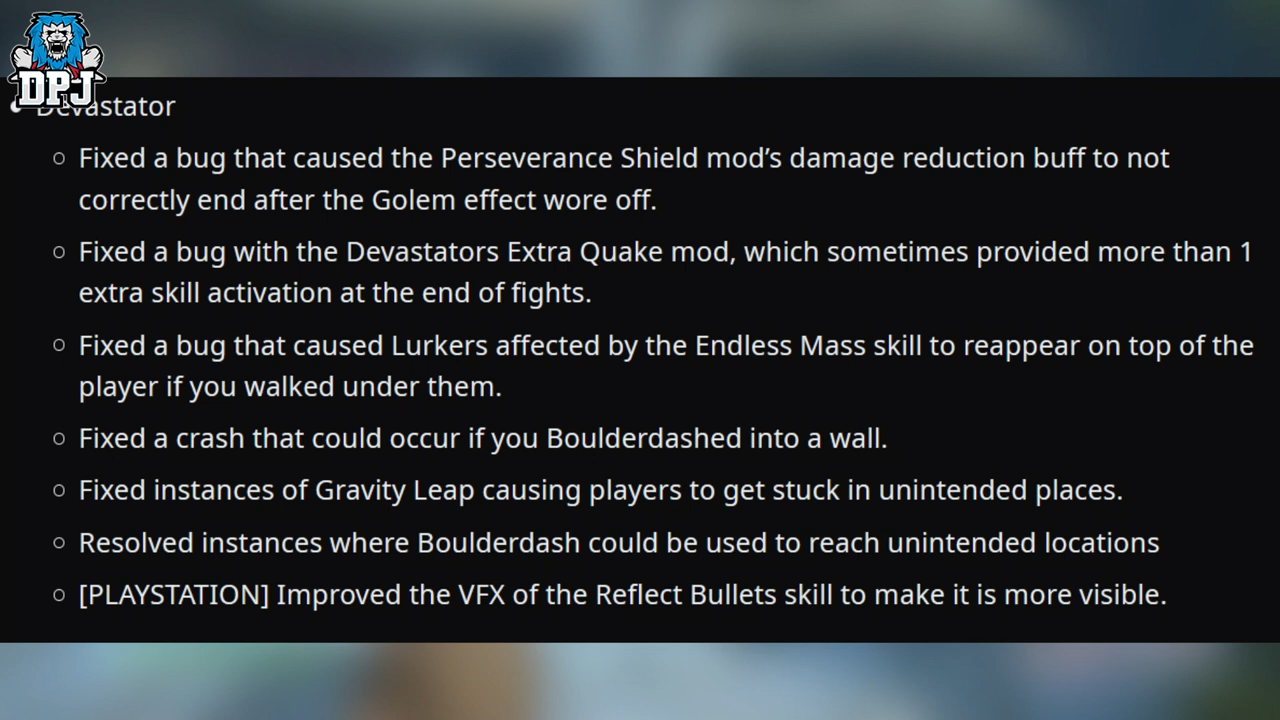 DPJ
Devastator
Fixed a bug that caused the Perseverance Shield mod’s damage reduction buff to not
correctly end after the Golem effect wore off.
Fixed a bug with the Devastators Extra Quake mod, which sometimes provided more than 1
extra skill activation at the end of fights.
Fixed a bug that caused Lurkers affected by the Endless Mass skill to reappear on top of the
player if you walked under them.
Fixed a crash that could occur if you Boulderdashed into a wall.
Fixed instances of Gravity Leap causing players to get stuck in unintended places.
Resolved instances where Boulderdash could be used to reach unintended locations
[PLAYSTATION] Improved the VFX of the Reflect Bullets skill to make it is more visible.